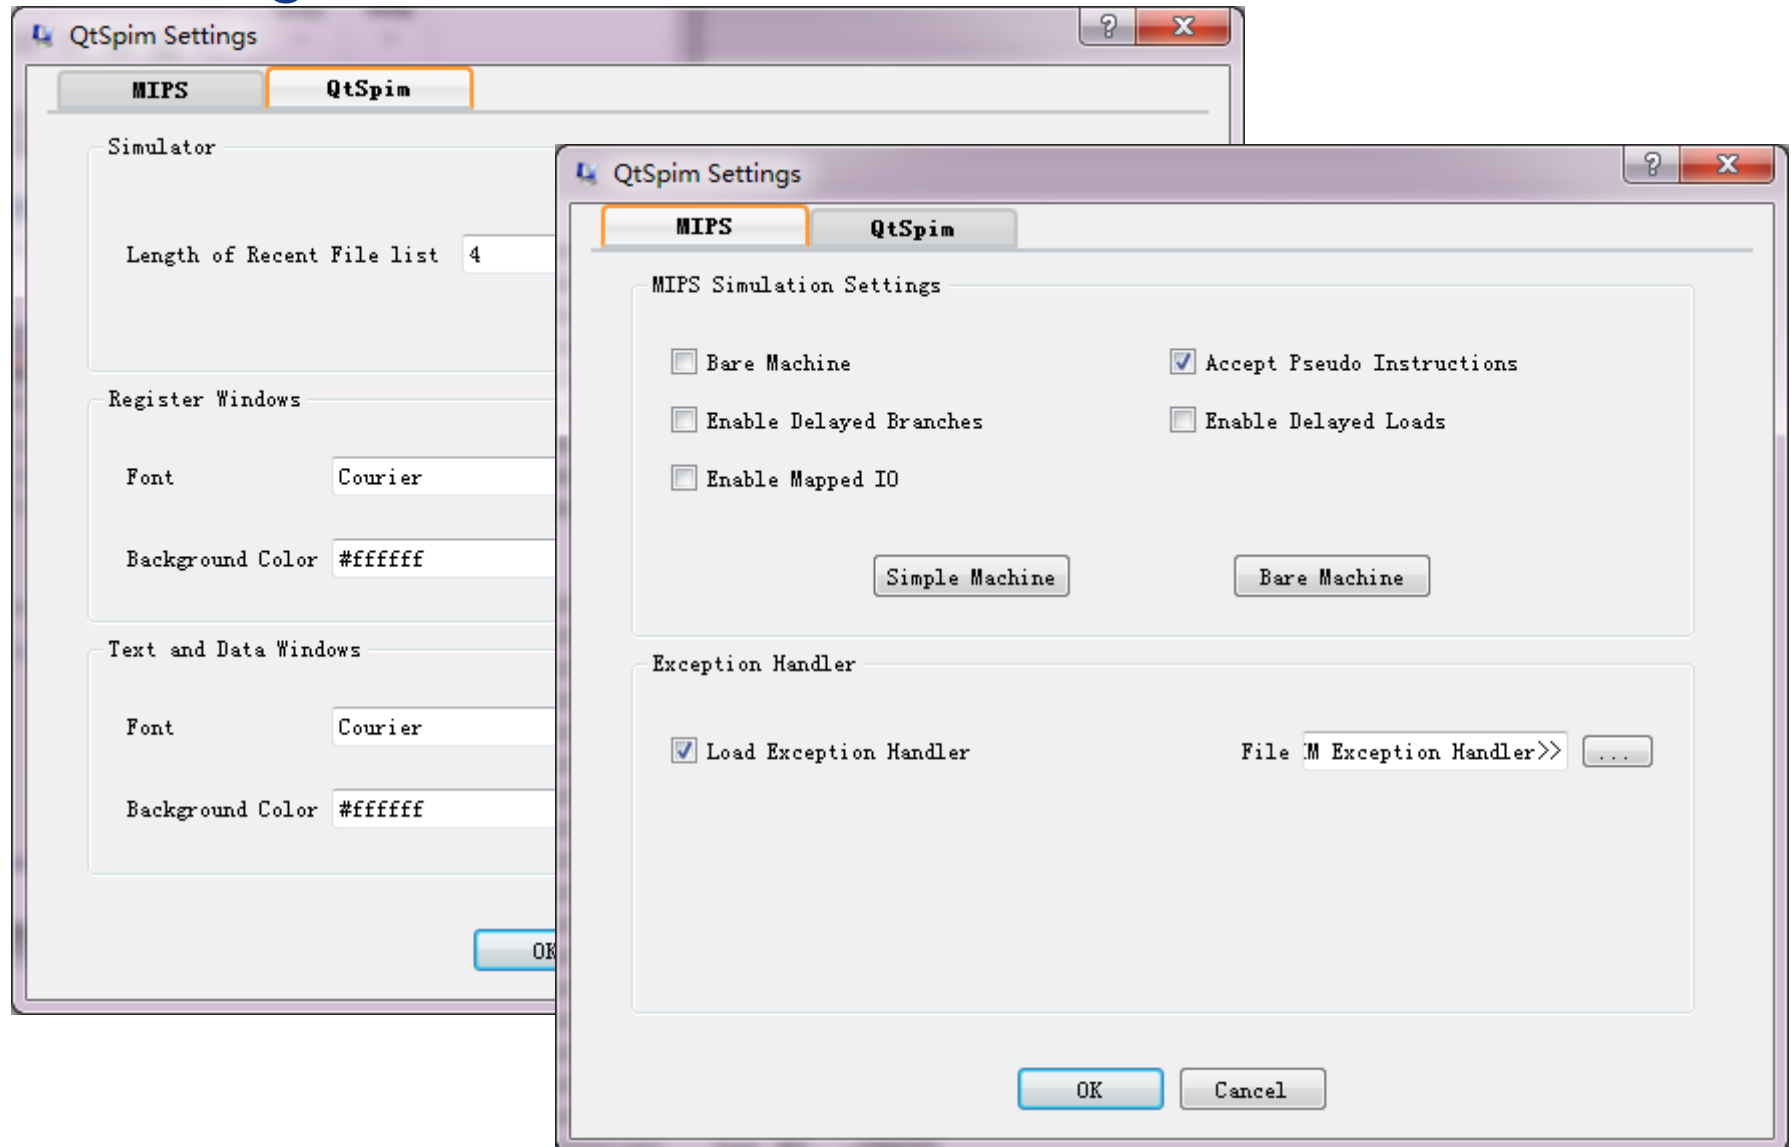 QtSpim Settings
MIPS QtSpim
Simulator
Length of Recent File list 4
Register Windows
Font Courier
Background Color #ffffff
Text and Data Windows
Font Courier
Background Color #ffffff
QtSpim Settings
MIPS QtSpim
MIPS Simulation Settings
Bare Machine Accept Pseudo Instructions
Enable Delayed Branches Enable Delayed Loads
Enable Mapped IO
Simple Machine Bare Machine
Exception Handler
Load Exception Handler File M Exception Handler>> ...
OK Cancel